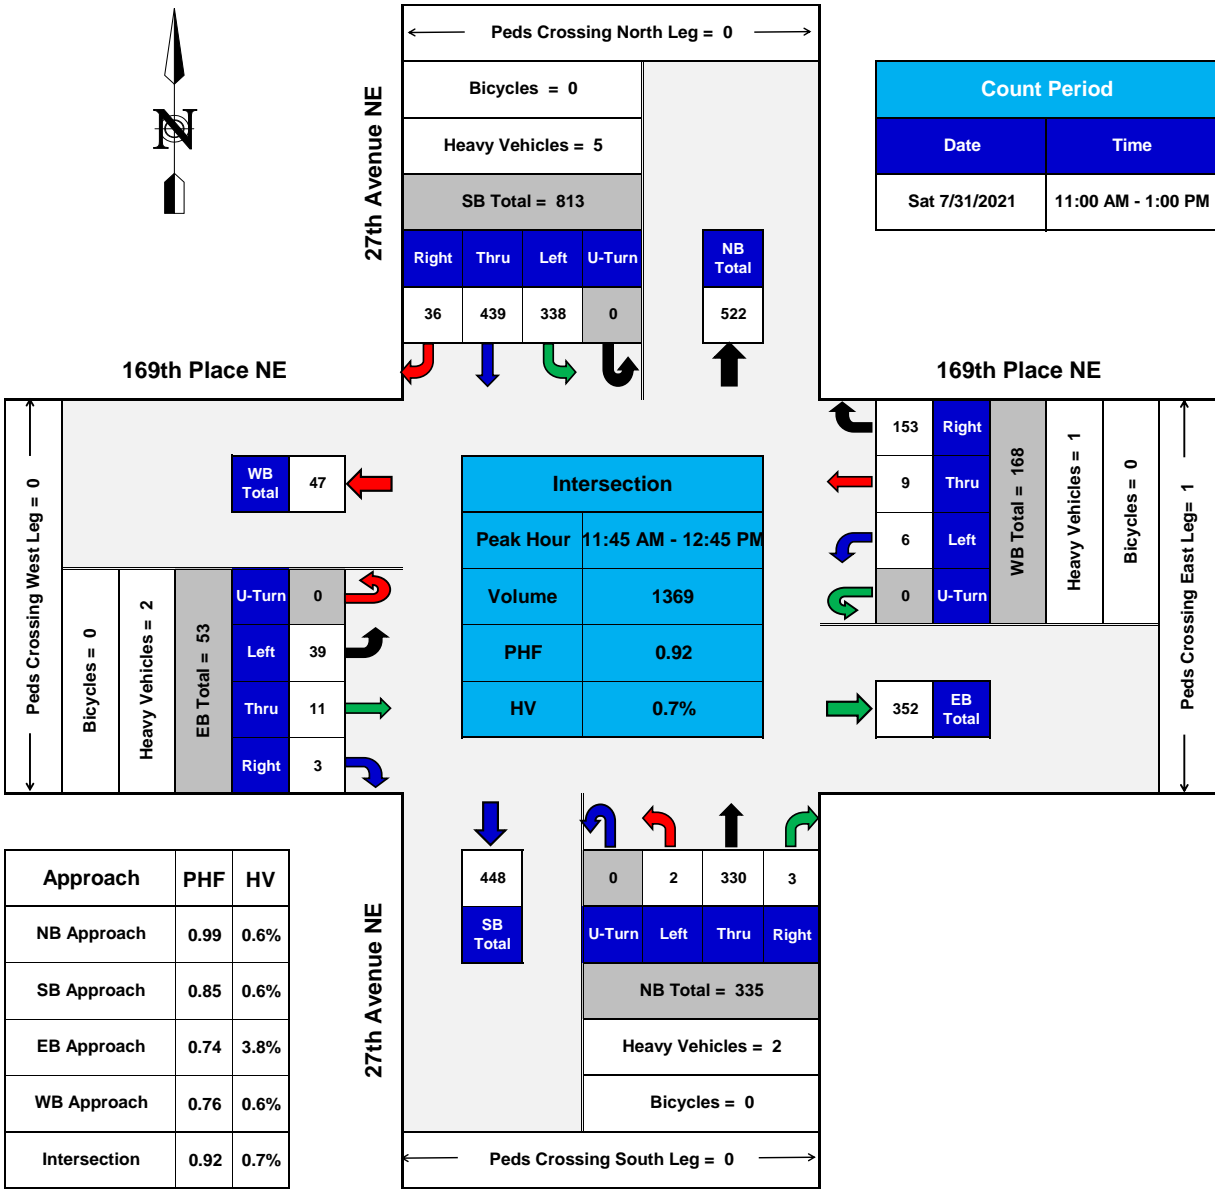 Peds Crossing North Leg = 0
N
27th Avenue NE
Bicycles = 0
Heavy Vehicles = 5
SB Total = 813
Right Thru Left U-Turn
36 439 338 0
NB
Total
522
Count Period
Date Time
Sat 7/31/2021 11:00 AM - 1:00 PM
169th Place NE
169th Place NE
Peds Crossing West Leg = 0
WB
Total
47
Bicycles = 0
Heavy Vehicles = 2
EB Total = 53
U-Turn 0
Left 39
Thru 11
Right 3
Intersection
Peak Hour 11:45 AM - 12:45 PM
Volume 1369
PHF 0.92
HV 0.7%
153 Right
9 Thru
6 Left
0 U-Turn
WB Total = 168
Heavy Vehicles = 1
Bicycles = 0
Peds Crossing East Leg= 1
352
EB
Total
448
SB
Total
0 2 330 3
U-Turn Left Thru Right
NB Total = 335
Heavy Vehicles = 2
Bicycles = 0
27th Avenue NE
Peds Crossing South Leg = 0
Approach PHF HV
NB Approach 0.99 0.6%
SB Approach 0.85 0.6%
EB Approach 0.74 3.8%
WB Approach 0.76 0.6%
Intersection 0.92 0.7%